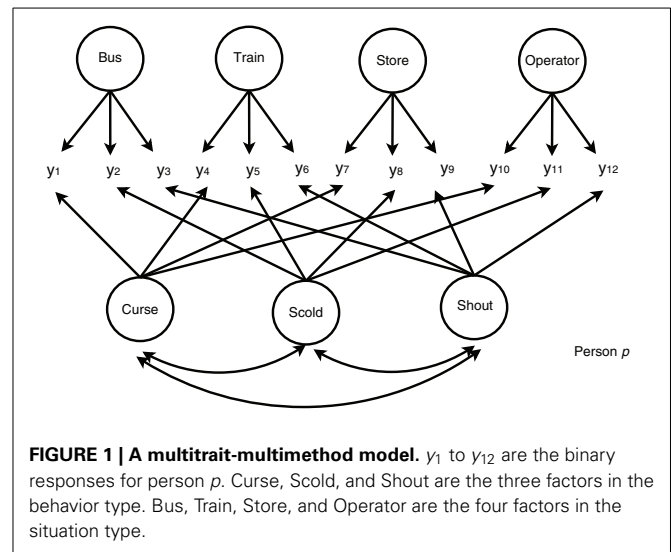 Bus Train Store Operator
y1 y2 y3 y4 y5 y6 y7 y8 y9 y10 y11 y12
Curse Scold Shout
Person p
FIGURE 1 | A multitrait-multimethod model. y1 to y12 are the binary
responses for person p. Curse, Scold, and Shout are the three factors in the
behavior type. Bus, Train, Store, and Operator are the four factors in the
situation type.